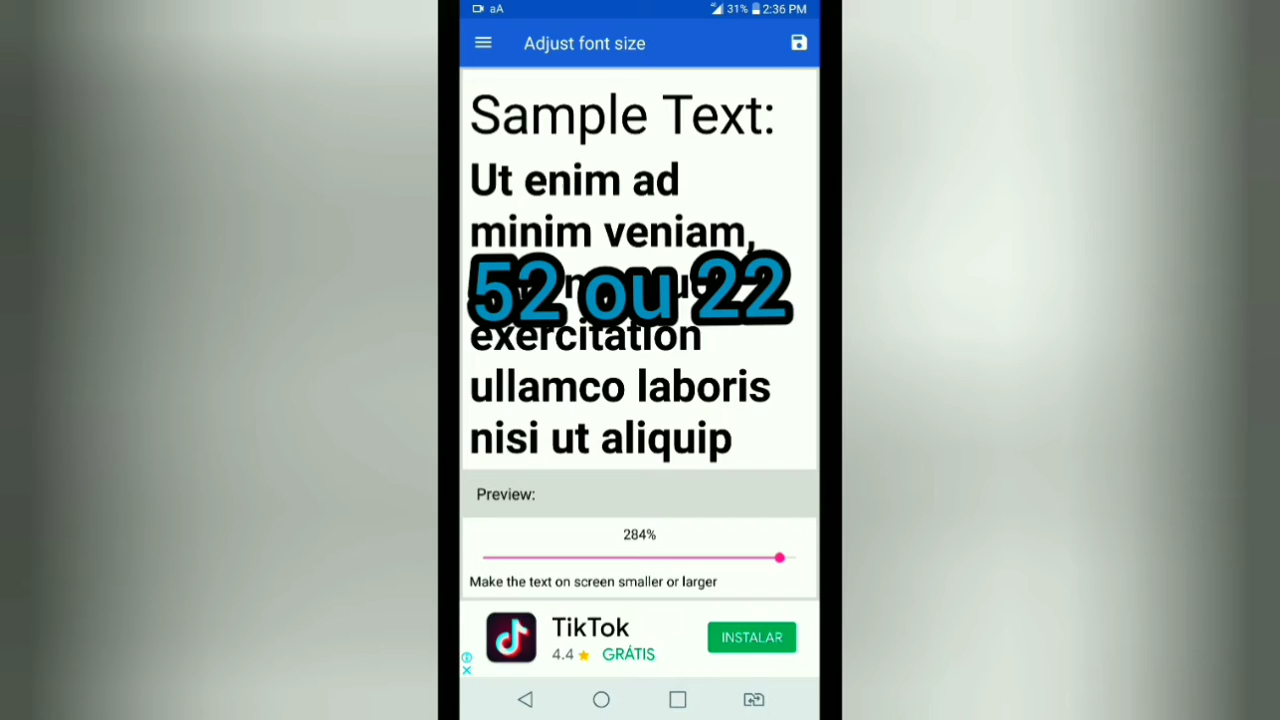 aA
31%
2:36 PM
Adjust font size
Sample Text:
Ut enim ad
minim veniam,
52 ou 22
exercitation
ullamco laboris
nisi ut aliquip
Preview:
284%
Make the text on screen smaller or larger
TikTok
4.4 GRÁTIS
INSTALAR